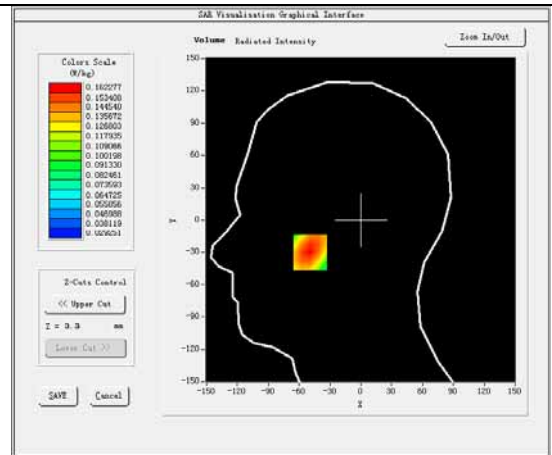 SAR Visualisation Graphical Interface
Volume Radiated Intensity
Zoom In/Out
Colors Scale
(W/kg)
0.162277
0.153408
0.144540
0.135672
0.126803
0.117935
0.109066
0.100198
0.091330
0.082461
0.073593
0.064725
0.055856
0.046988
0.038119
Z-Cuts Control
<< Upper Cut
Z = 3.3 mm
Lower Cut >>
SAVE
Cancel
150
120
90
60
30
0
-30
-60
-90
-120
-150
Y
-150 -120 -90 -60 -30 0 30 60 90 120 150
X